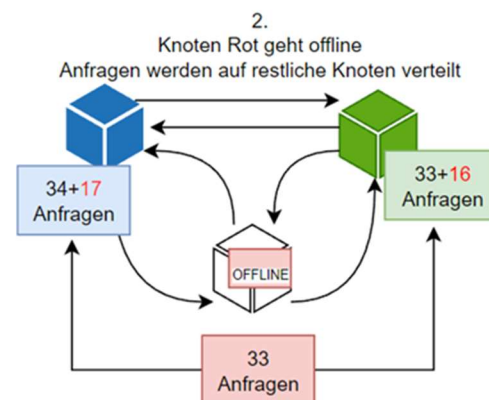 2.
Knoten Rot geht offline
Anfragen werden auf restliche Knoten verteilt
34+17
Anfragen
33+16
Anfragen
OFFLINE
33
Anfragen